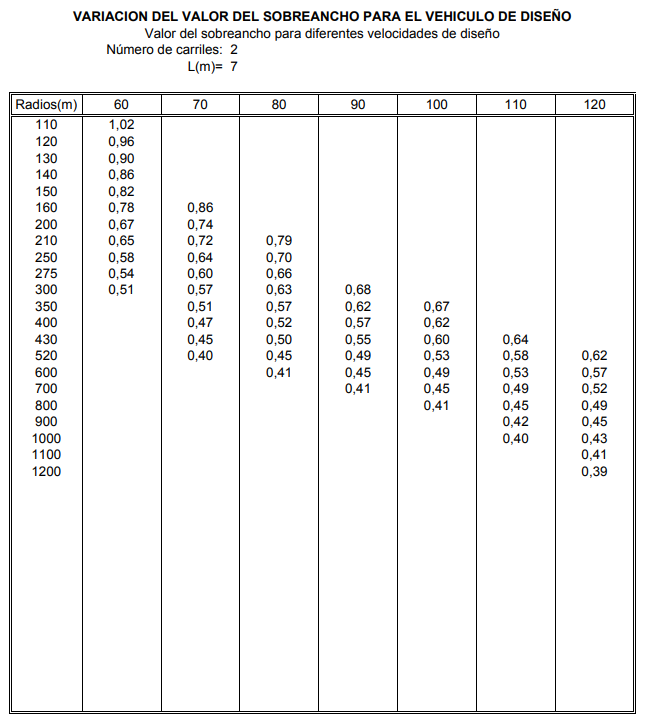 VARIACION DEL VALOR DEL SOBREANCHO PARA EL VEHICULO DE DISEÑO
Valor del sobreancho para diferentes velocidades de diseño
Número de carriles: 2
L(m)= 7
Radios(m) 60 70 80 90 100 110 120
110 1,02
120 0,96
130 0,90
140 0,86
150 0,82
160 0,78 0,86
200 0,67 0,74
210 0,65 0,72 0,79
250 0,58 0,64 0,70
275 0,54 0,60 0,66
300 0,51 0,57 0,63 0,68
350 0,51 0,57 0,62 0,67
400 0,47 0,52 0,57 0,62
430 0,45 0,50 0,55 0,60 0,64
520 0,40 0,45 0,49 0,53 0,58 0,62
600 0,41 0,45 0,49 0,53 0,57
700 0,41 0,45 0,49 0,52
800 0,41 0,45 0,49
900 0,42 0,45
1000 0,40 0,43
1100 0,41
1200 0,39